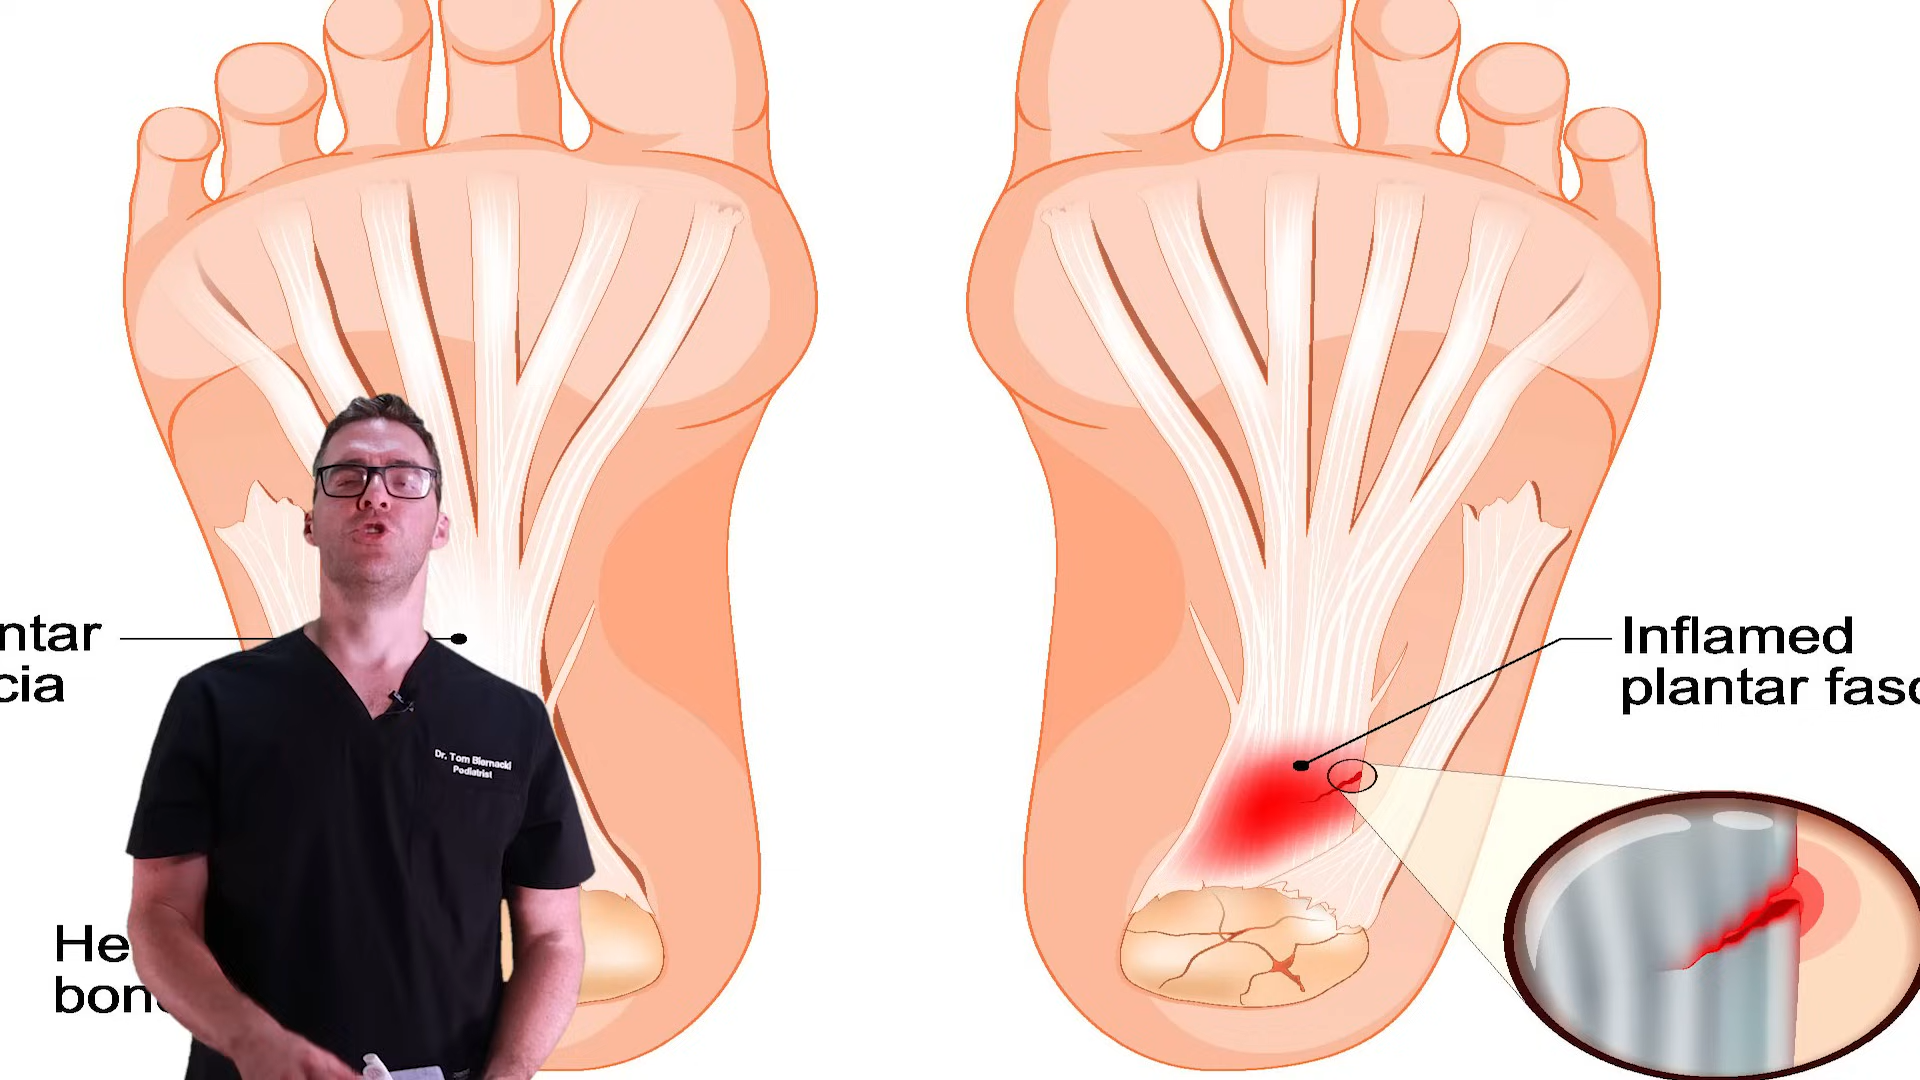 ntar
cia
He
bon
Dr. Tom Biernacki
Podiatrist
Inflamed
plantar fasc